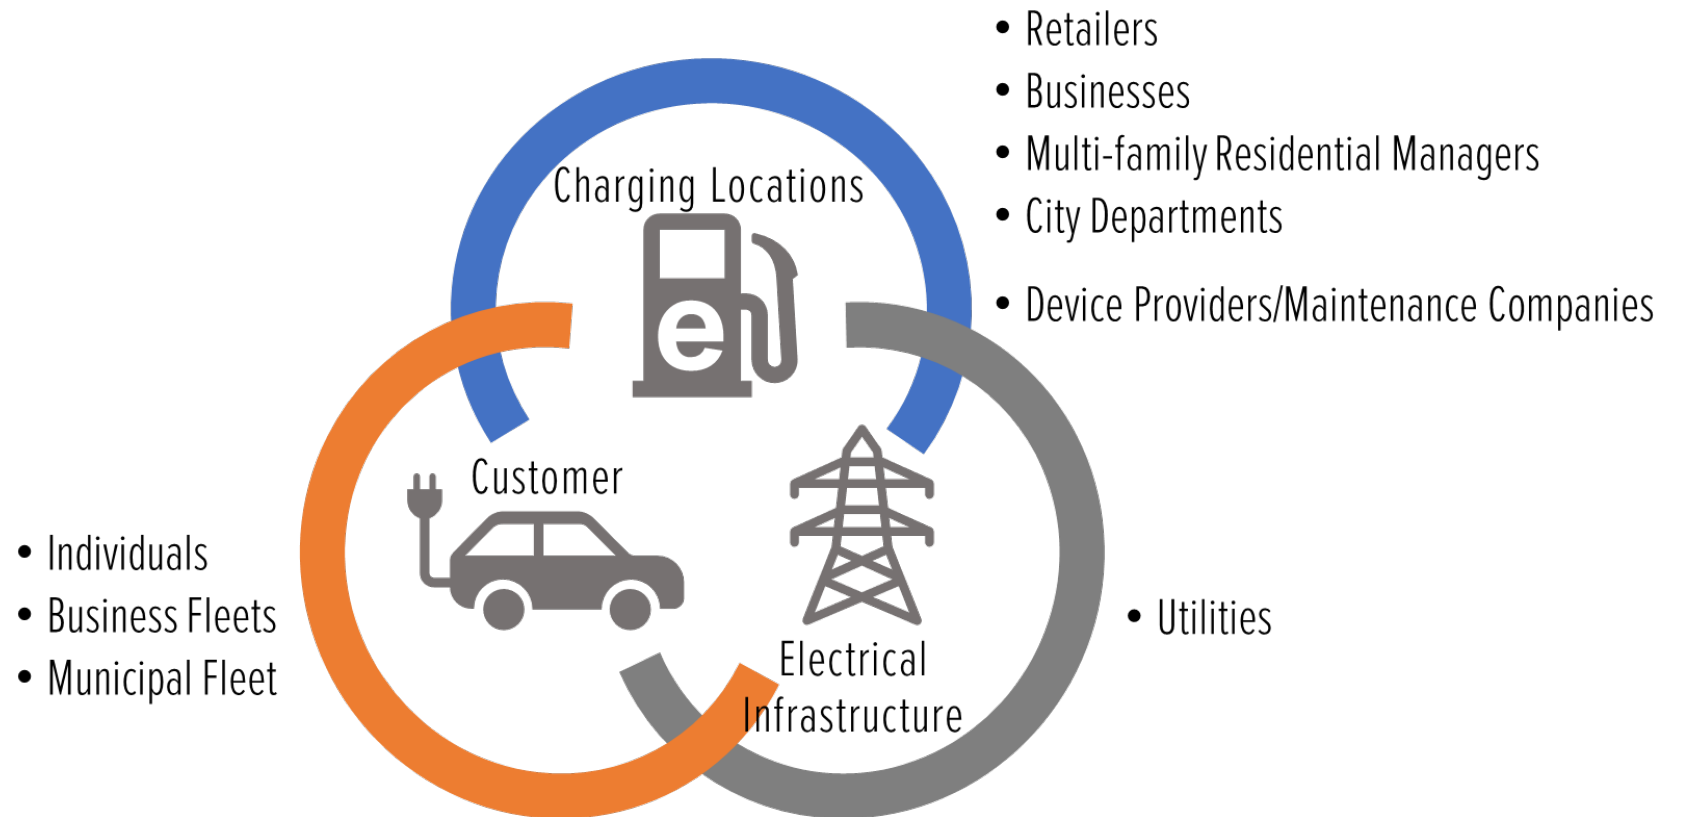 • Retailers
• Businesses
• Multi-family Residential Managers
• City Departments
• Device Providers/Maintenance Companies
Charging Locations
e
Customer
• Individuals
• Business Fleets
• Municipal Fleet
Electrical
Infrastructure
• Utilities